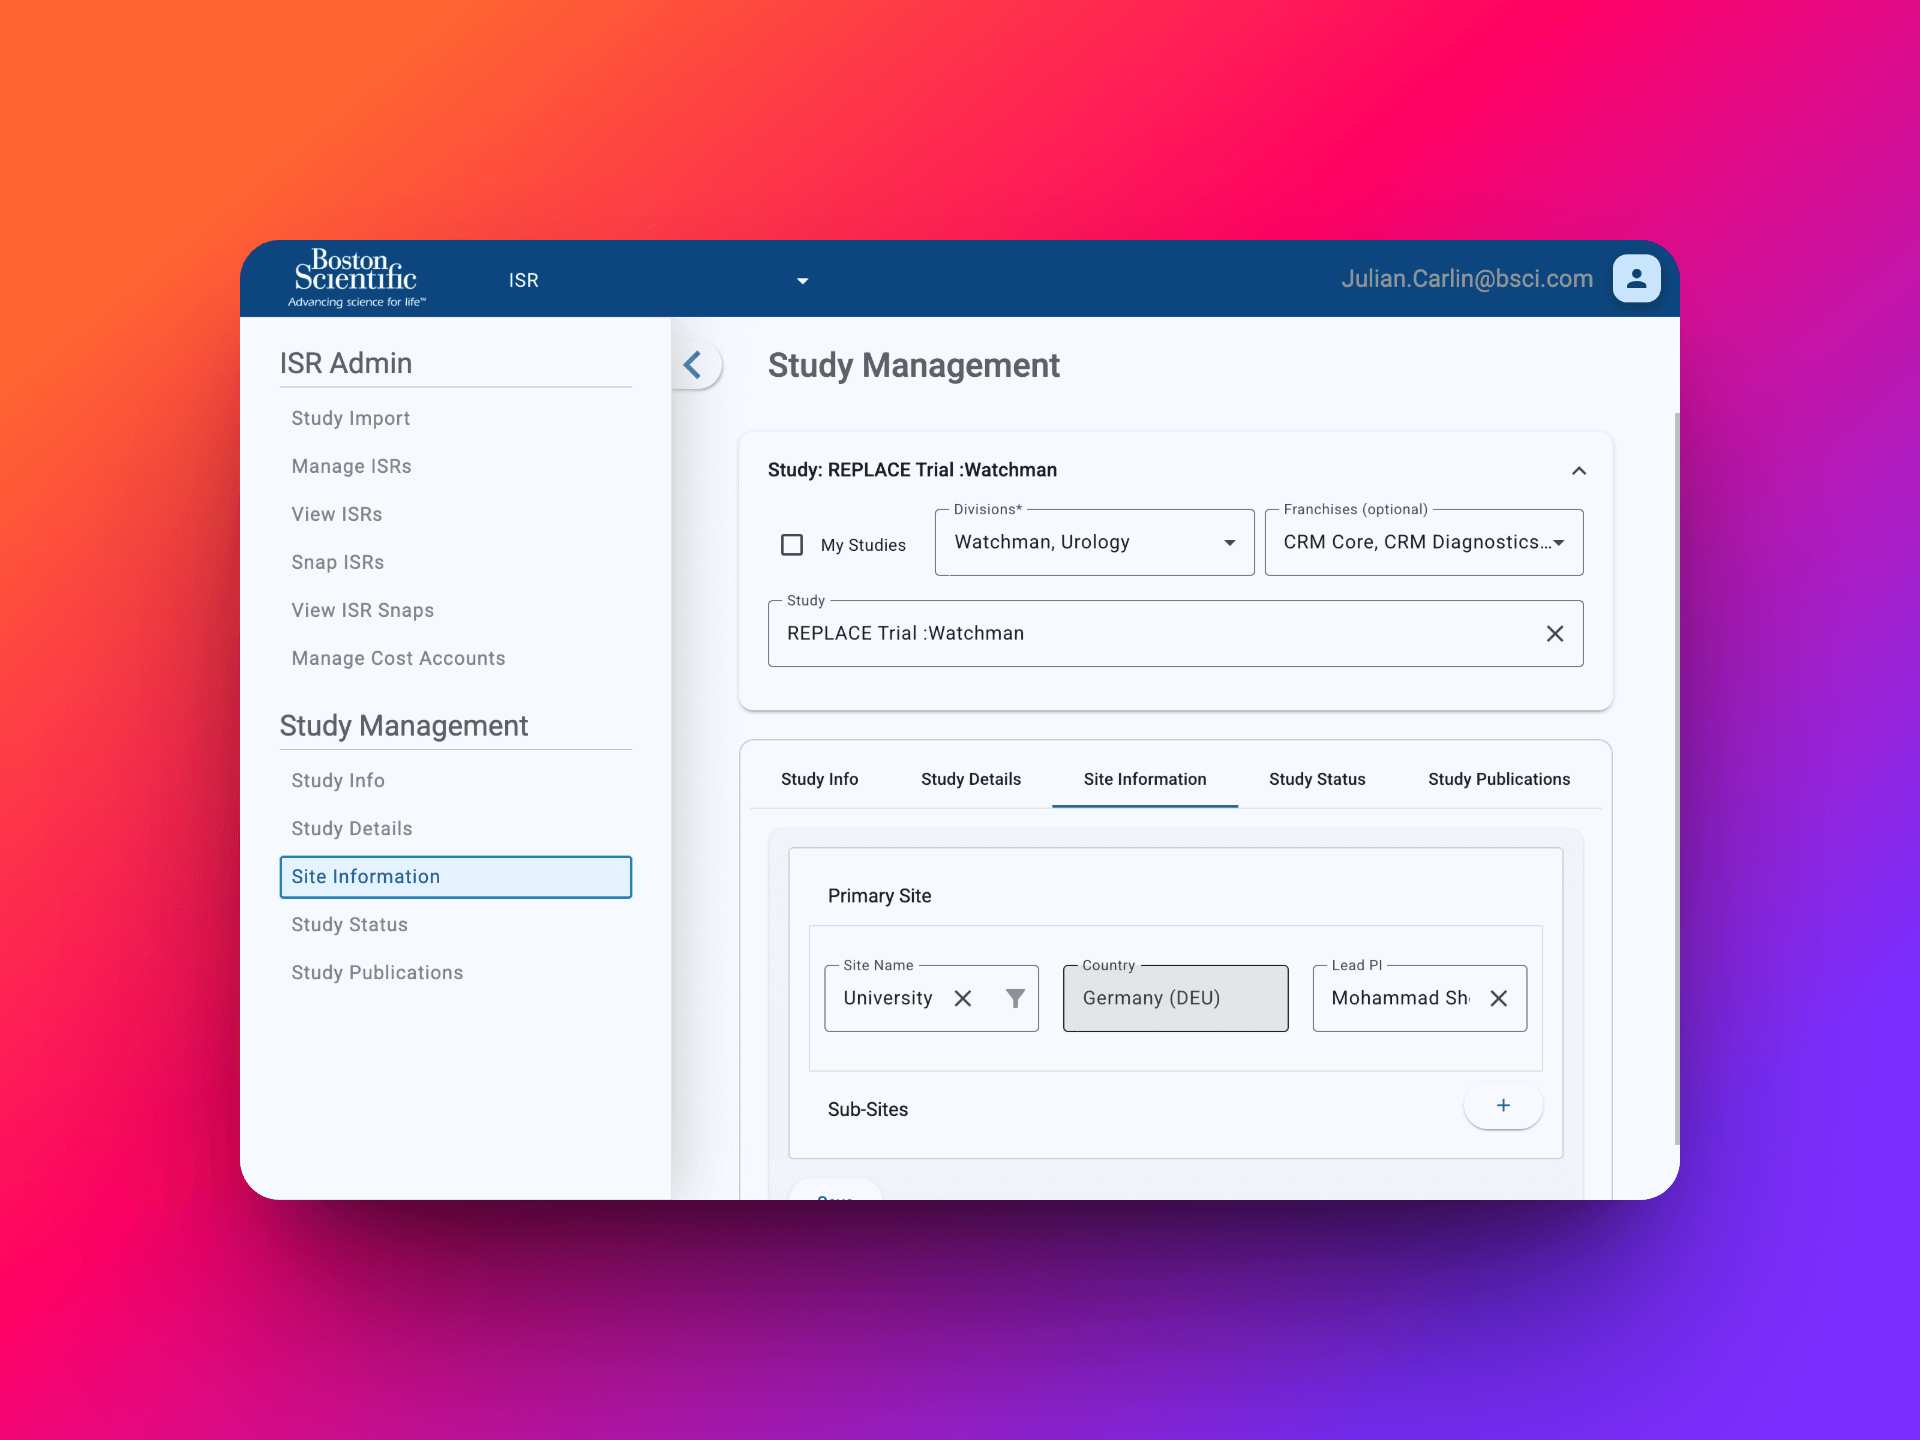 Boston
Scientific
Advancing science for life™
ISR
Julian.Carlin@bsci.com
ISR Admin
Study Import
Manage ISRs
View ISRs
Snap ISRs
View ISR Snaps
Manage Cost Accounts
Study Management
Study Info
Study Details
Site Information
Study Status
Study Publications
Study Management
Study: REPLACE Trial :Watchman
My Studies
Divisions*
Watchman, Urology
Franchises (optional)
CRM Core, CRM Diagnostics...
Study
REPLACE Trial :Watchman
Study Info
Study Details
Site Information
Study Status
Study Publications
Primary Site
Site Name
University
Country
Germany (DEU)
Lead PI
Mohammad Sh
Sub-Sites
+